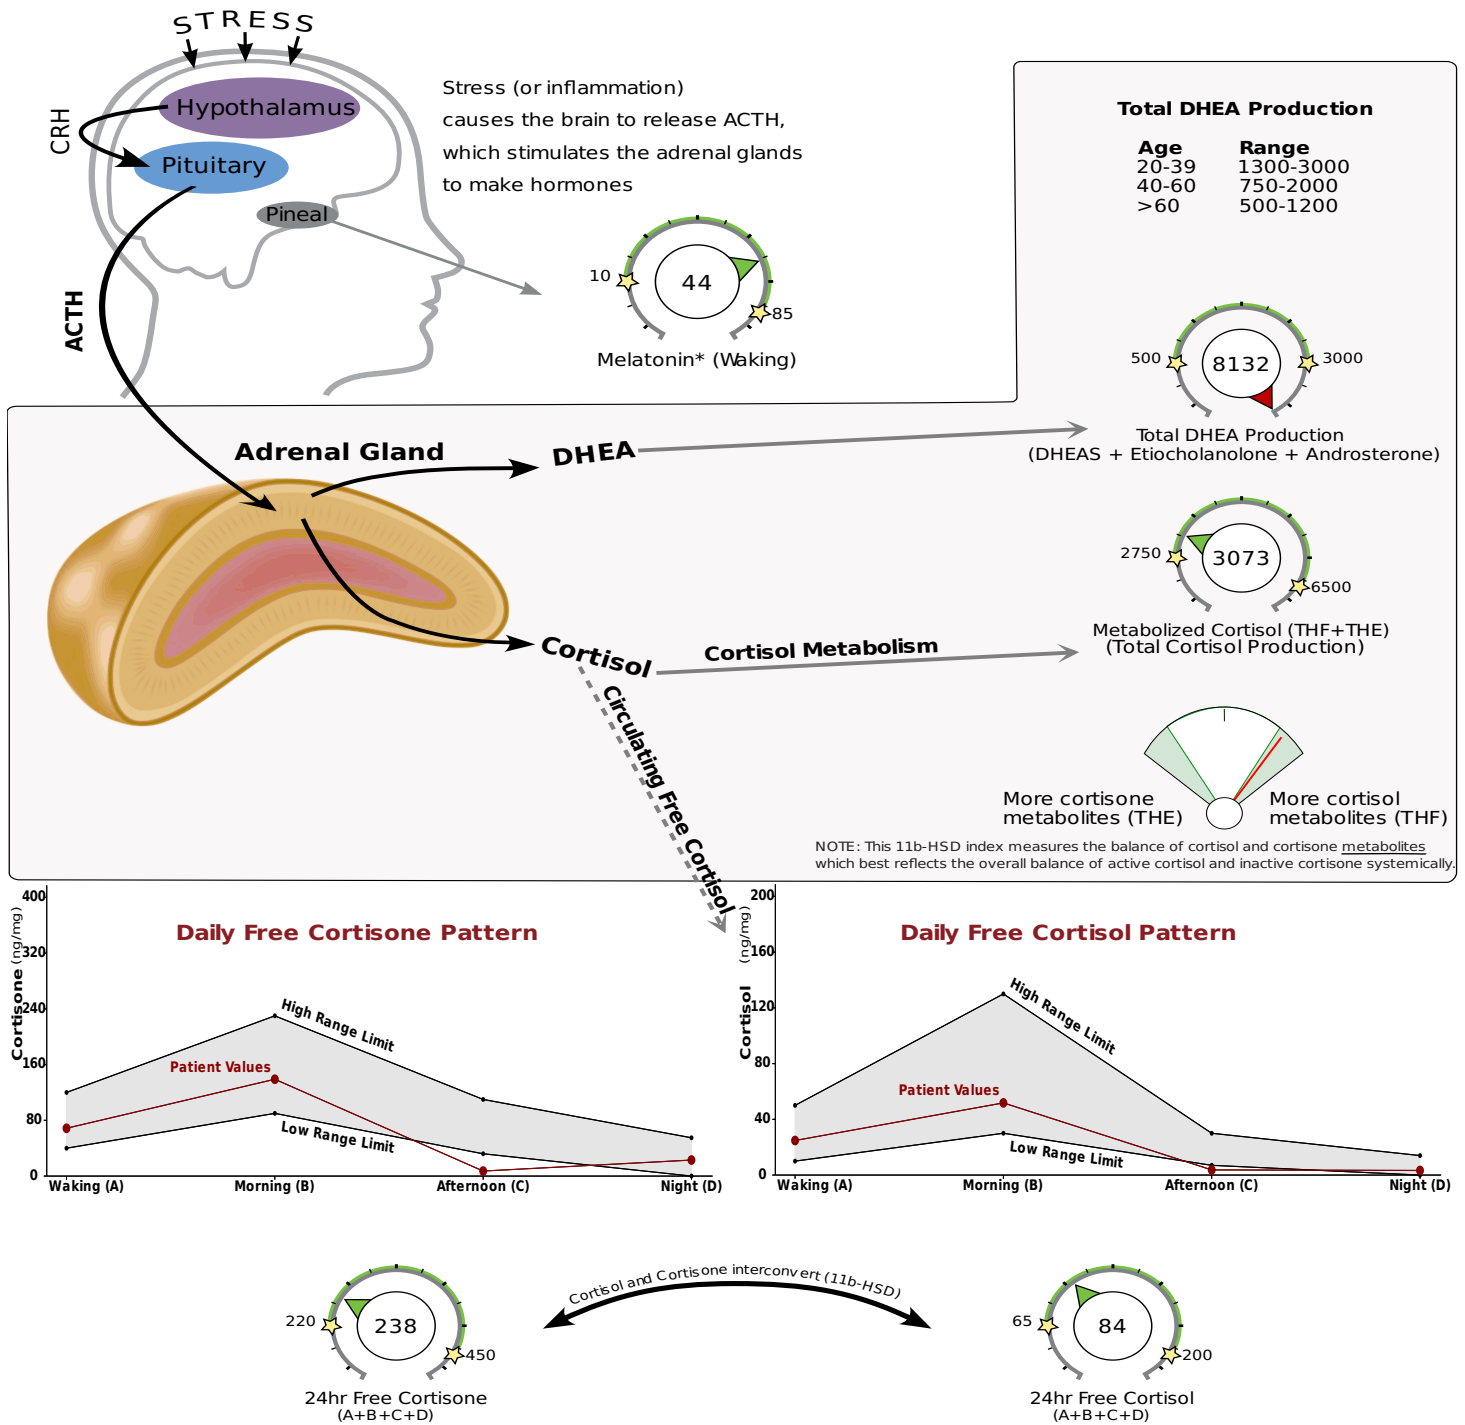 STRESS
Hypothalamus
CRH
Pituitary
Pineal
ACTH
Stress (or inflammation)
causes the brain to release ACTH,
which stimulates the adrenal glands
to make hormones
10
44
85
Melatonin* (Waking)
Total DHEA Production
Age Range
20-39 1300-3000
40-60 750-2000
>60 500-1200
500
8132
3000
Total DHEA Production
(DHEAS + Etiocholanolone + Androsterone)
Adrenal Gland
DHEA
2750
3073
6500
Metabolized Cortisol (THF+THE)
(Total Cortisol Production)
Cortisol
Cortisol Metabolism
Circulating Free Cortisol
More cortisone
metabolites (THE)
More cortisol
metabolites (THF)
NOTE: This 11b-HSD index measures the balance of cortisol and cortisone metabolites
which best reflects the overall balance of active cortisol and inactive cortisone systemically.
Daily Free Cortisone Pattern
Cortisone (ng/mg)
400
320
240
160
80
0
High Range Limit
Patient Values
Low Range Limit
Waking (A) Morning (B) Afternoon (C) Night (D)
Daily Free Cortisol Pattern
Cortisol (ng/mg)
200
160
120
80
40
0
High Range Limit
Patient Values
Low Range Limit
Waking (A) Morning (B) Afternoon (C) Night (D)
220
238
450
24hr Free Cortisone
(A+B+C+D)
Cortisol and Cortisone interconvert (11b-HSD)
65
84
200
24hr Free Cortisol
(A+B+C+D)